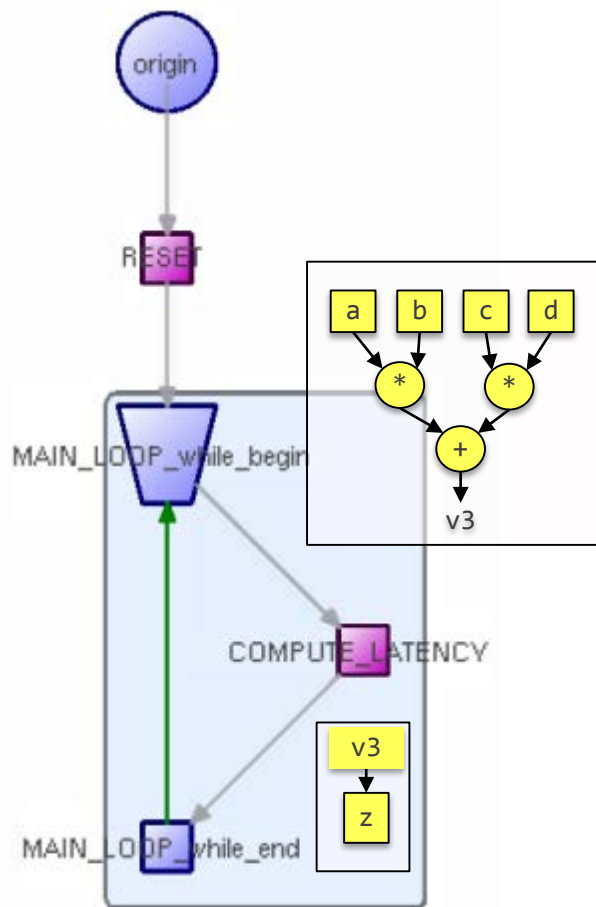 origin
RESET
a b c d
* *
MAIN_LOOP_while_begin
+
v3
COMPUTE_LATENCY
v3
z
MAIN_LOOP_while_end